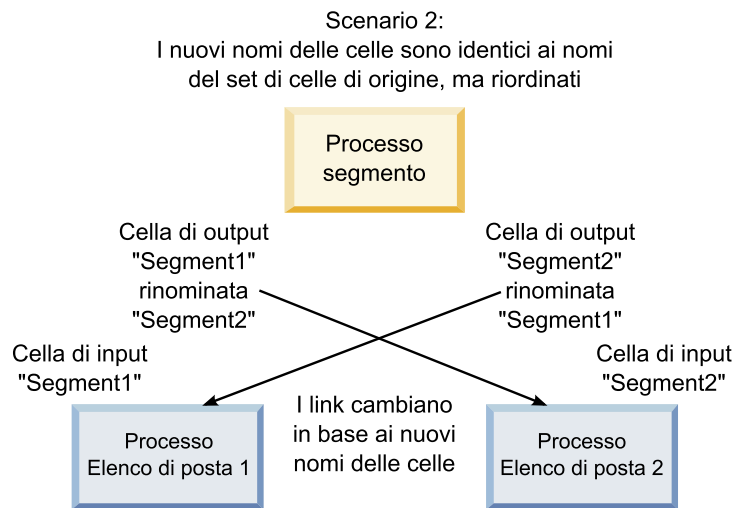 Scenario 2:
I nuovi nomi delle celle sono identici ai nomi
del set di celle di origine, ma riordinati
Processo
segmento
Cella di output
"Segment1"
rinominata
"Segment2"
Cella di output
"Segment2"
rinominata
"Segment1"
Cella di input
"Segment1"
Cella di input
"Segment2"
Processo
Elenco di posta 1
I link cambiano
in base ai nuovi
nomi delle celle
Processo
Elenco di posta 2